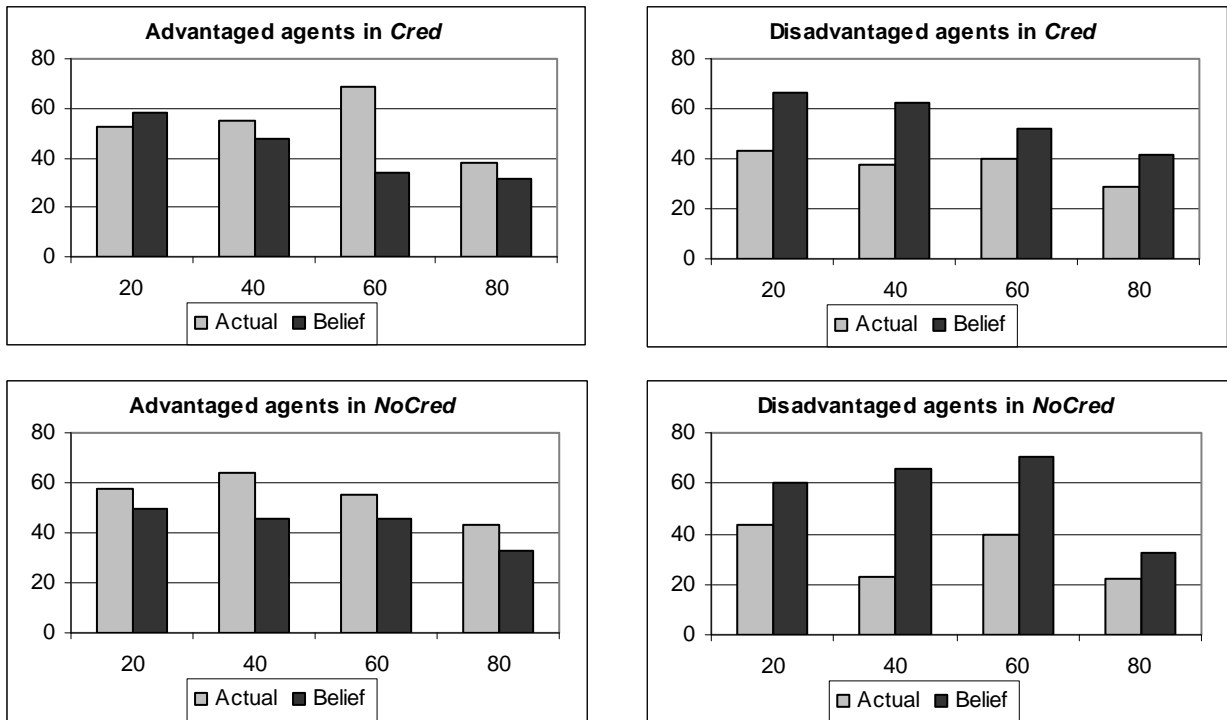 Advantaged agents in Cred
80
60
40
20
0
20 40 60 80
Actual Belief
Disadvantaged agents in Cred
80
60
40
20
0
20 40 60 80
Actual Belief
Advantaged agents in NoCred
80
60
40
20
0
20 40 60 80
Actual Belief
Disadvantaged agents in NoCred
80
60
40
20
0
20 40 60 80
Actual Belief